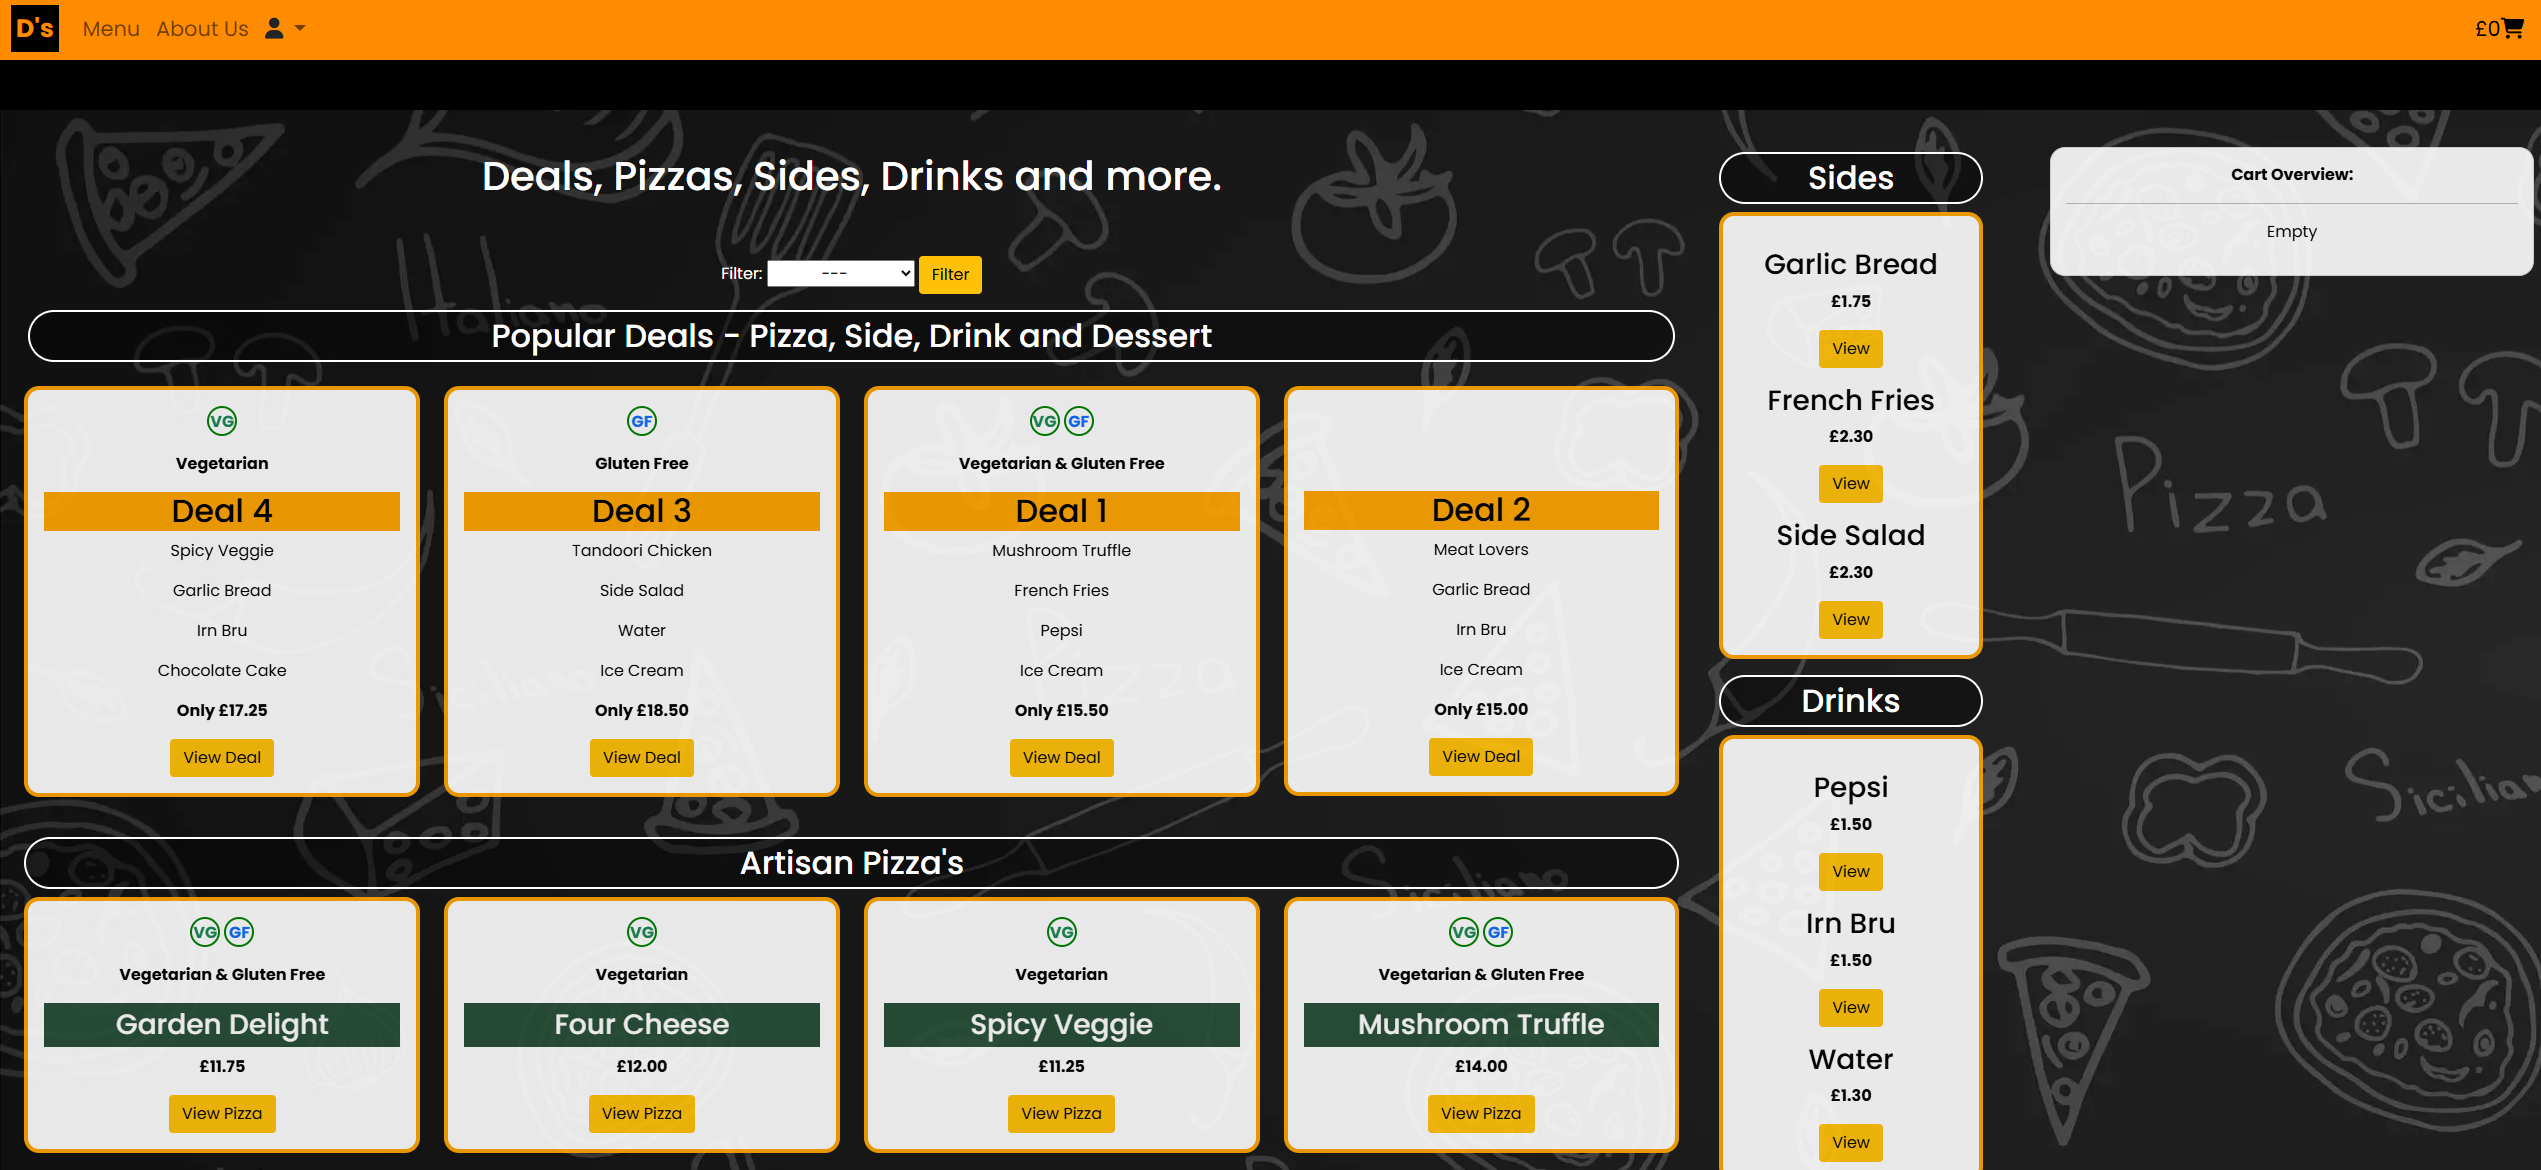 D's Menu About Us £0
Deals, Pizzas, Sides, Drinks and more.
Filter: --- Filter
Popular Deals - Pizza, Side, Drink and Dessert
VG
Vegetarian
Deal 4
Spicy Veggie
Garlic Bread
Irn Bru
Chocolate Cake
Only £17.25
View Deal
GF
Gluten Free
Deal 3
Tandoori Chicken
Side Salad
Water
Ice Cream
Only £18.50
View Deal
VG GF
Vegetarian & Gluten Free
Deal 1
Mushroom Truffle
French Fries
Pepsi
Ice Cream
Only £15.50
View Deal
Deal 2
Meat Lovers
Garlic Bread
Irn Bru
Ice Cream
Only £15.00
View Deal
Artisan Pizza's
VG GF
Vegetarian & Gluten Free
Garden Delight
£11.75
View Pizza
VG
Vegetarian
Four Cheese
£12.00
View Pizza
VG
Vegetarian
Spicy Veggie
£11.25
View Pizza
VG GF
Vegetarian & Gluten Free
Mushroom Truffle
£14.00
View Pizza
Sides
Garlic Bread
£1.75
View
French Fries
£2.30
View
Side Salad
£2.30
View
Drinks
Pepsi
£1.50
View
Irn Bru
£1.50
View
Water
£1.30
View
Cart Overview:
Empty
Pizza
Siciliano
Pizza
Siciliano